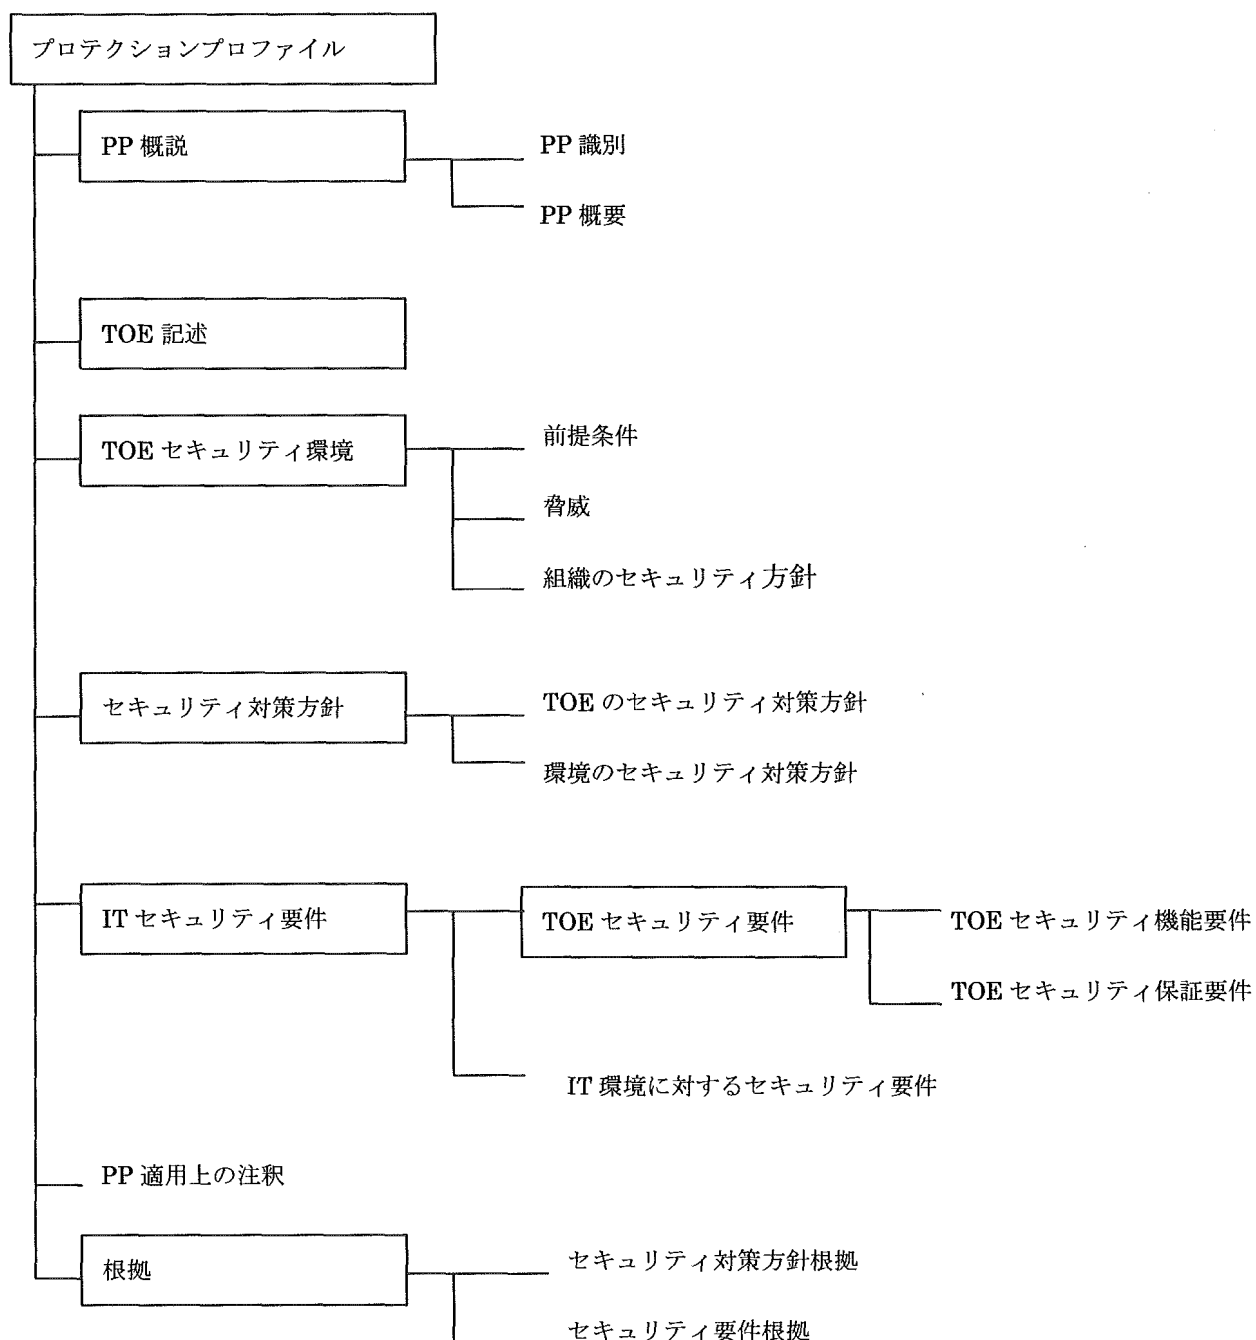 プロテクションプロファイル
PP 概説
PP 識別
PP 概要
TOE 記述
TOE セキュリティ環境
前提条件
脅威
組織のセキュリティ方針
セキュリティ対策方針
TOE のセキュリティ対策方針
環境のセキュリティ対策方針
IT セキュリティ要件
TOE セキュリティ要件
TOE セキュリティ機能要件
TOE セキュリティ保証要件
IT 環境に対するセキュリティ要件
PP 適用上の注釈
根拠
セキュリティ対策方針根拠
セキュリティ要件根拠